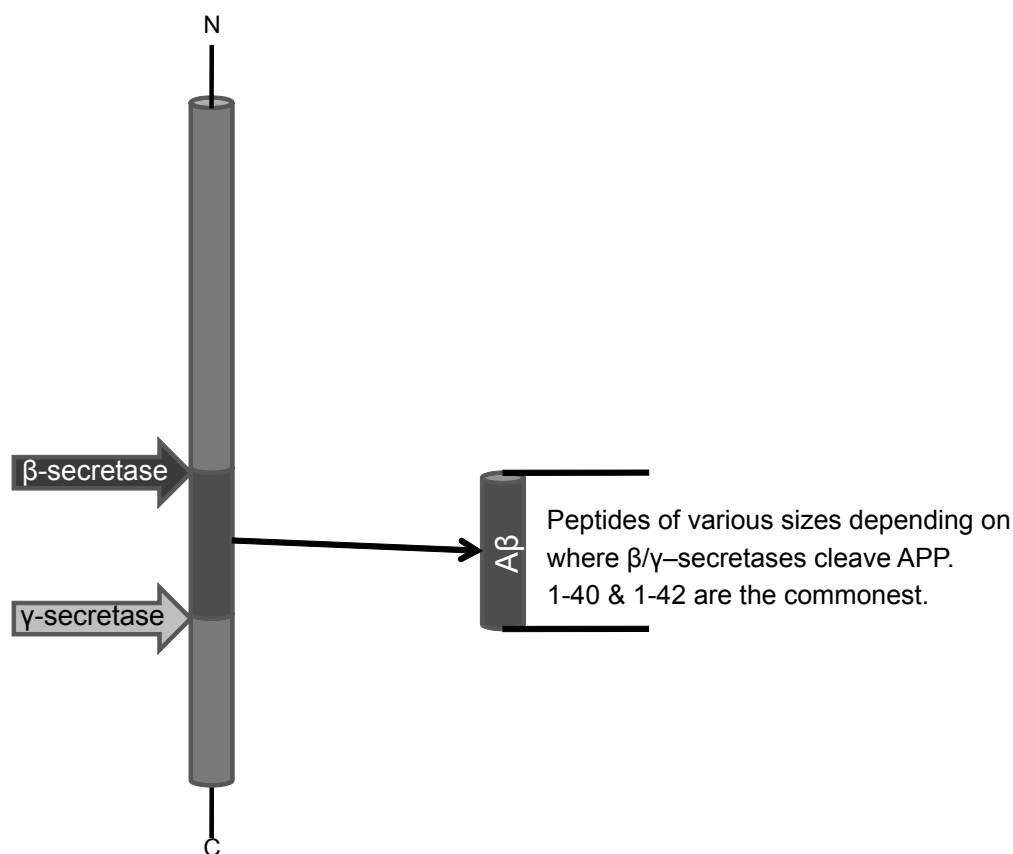 N
β-secretase
γ-secretase
Aβ
Peptides of various sizes depending on
where β/γ–secretases cleave APP.
1-40 & 1-42 are the commonest.
C